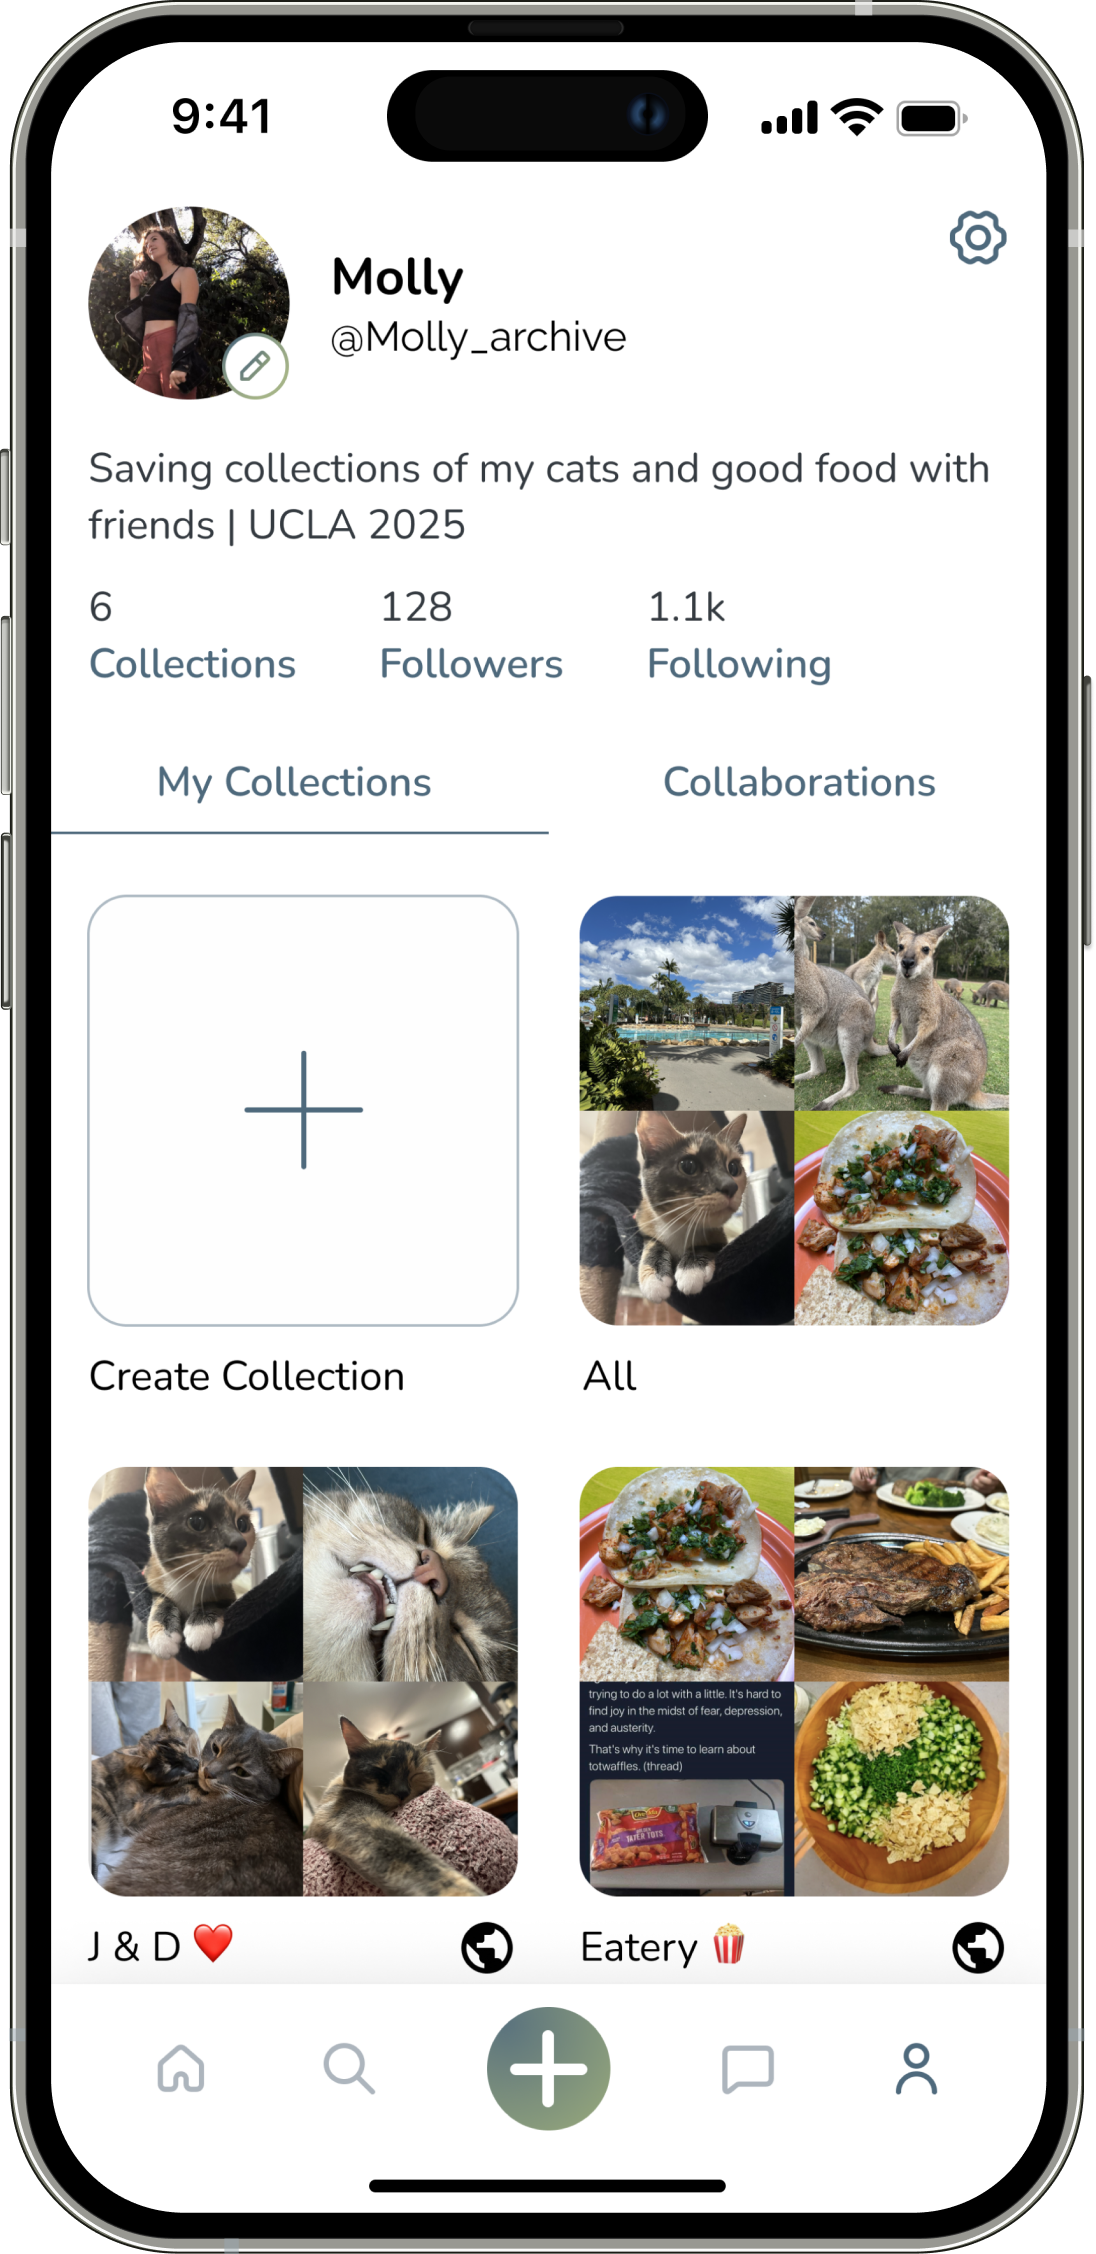 9:41
Molly
@Molly_archive
Saving collections of my cats and good food with
friends | UCLA 2025
6
128
1.1k
Collections
Followers
Following
My Collections
Collaborations
Create Collection
All
trying to do a lot with a little. It's hard to
find joy in the midst of fear, depression,
and austerity.
That's why it's time to learn about
totwaffles. (thread)
TATER TOTS
J & D ❤️
Eatery 🍿